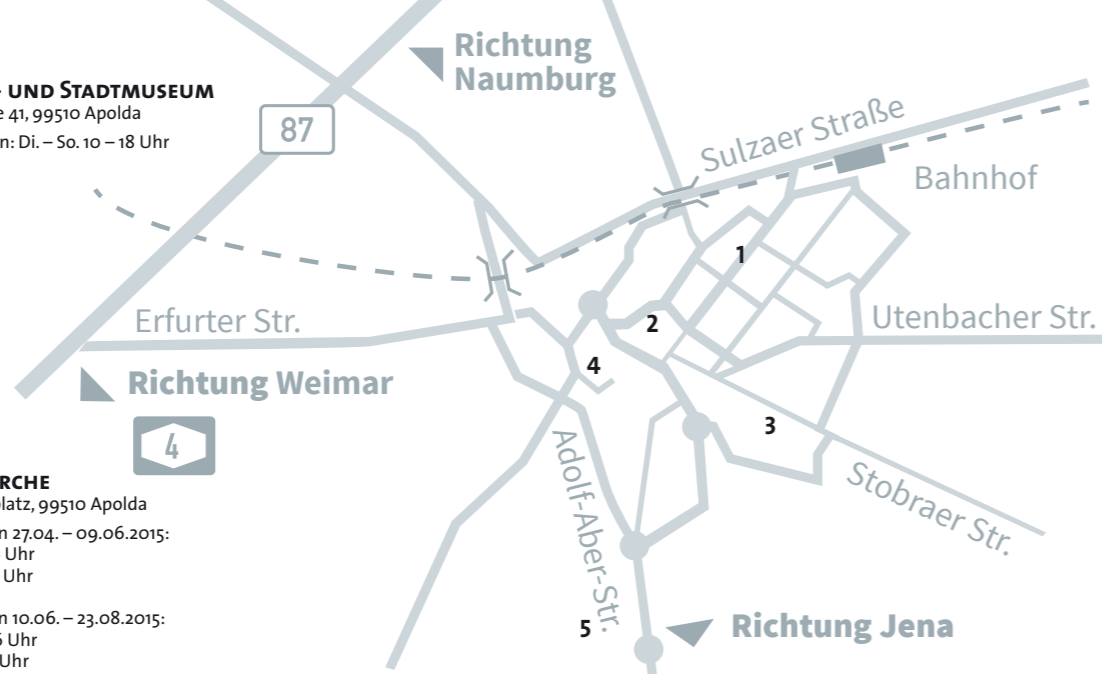 UND STADTMUSEUM
e 41, 99510 Apolda
n: Di. – So. 10 – 18 Uhr
Richtung
Naumburg
87
Sulzaer Straße
Bahnhof
1
Erfurter Str.
2
Utenbacher Str.
4
Richtung Weimar
3
4
Adolf-Aber-Str.
Stobraer Str.
RCHE
latz, 99510 Apolda
n 27.04. – 09.06.2015:
Uhr
Uhr
n 10.06. – 23.08.2015:
Uhr
Uhr
5
Richtung Jena